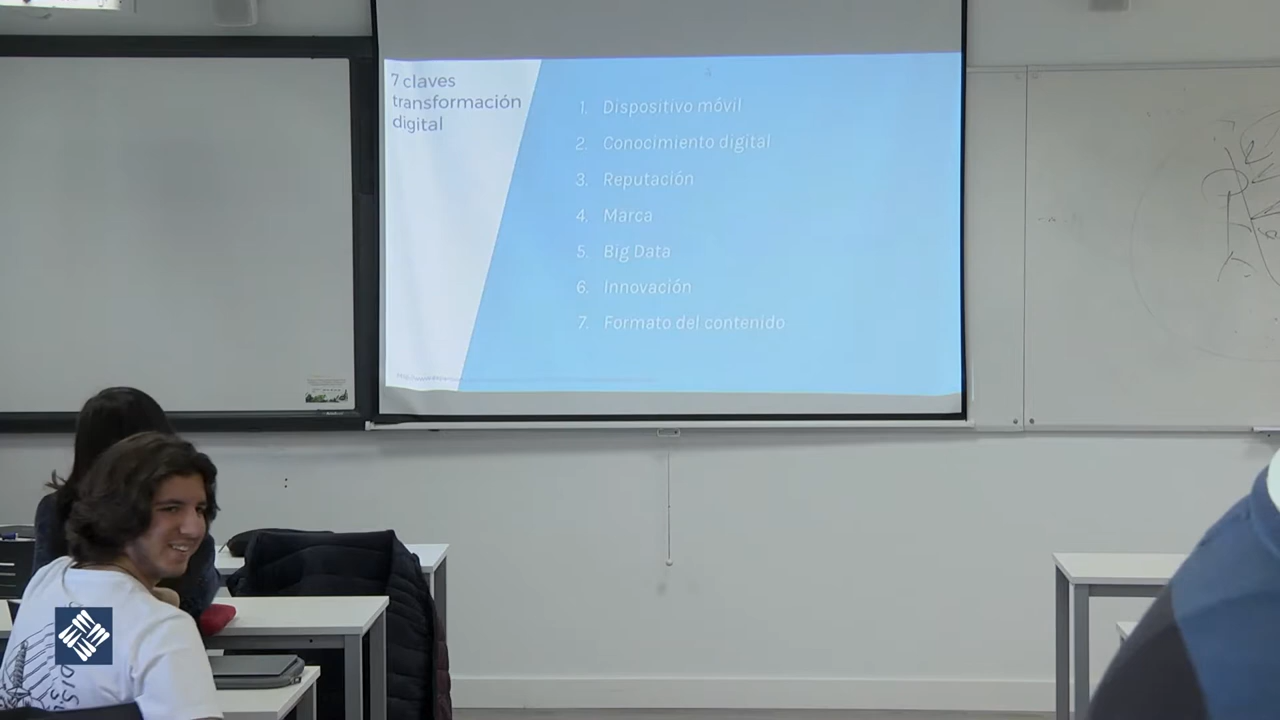 7 claves
transformación
digital
1. Dispositivo móvil
2. Conocimiento digital
3. Reputación
4. Marca
5. Big Data
6. Innovación
7. Formato del contenido